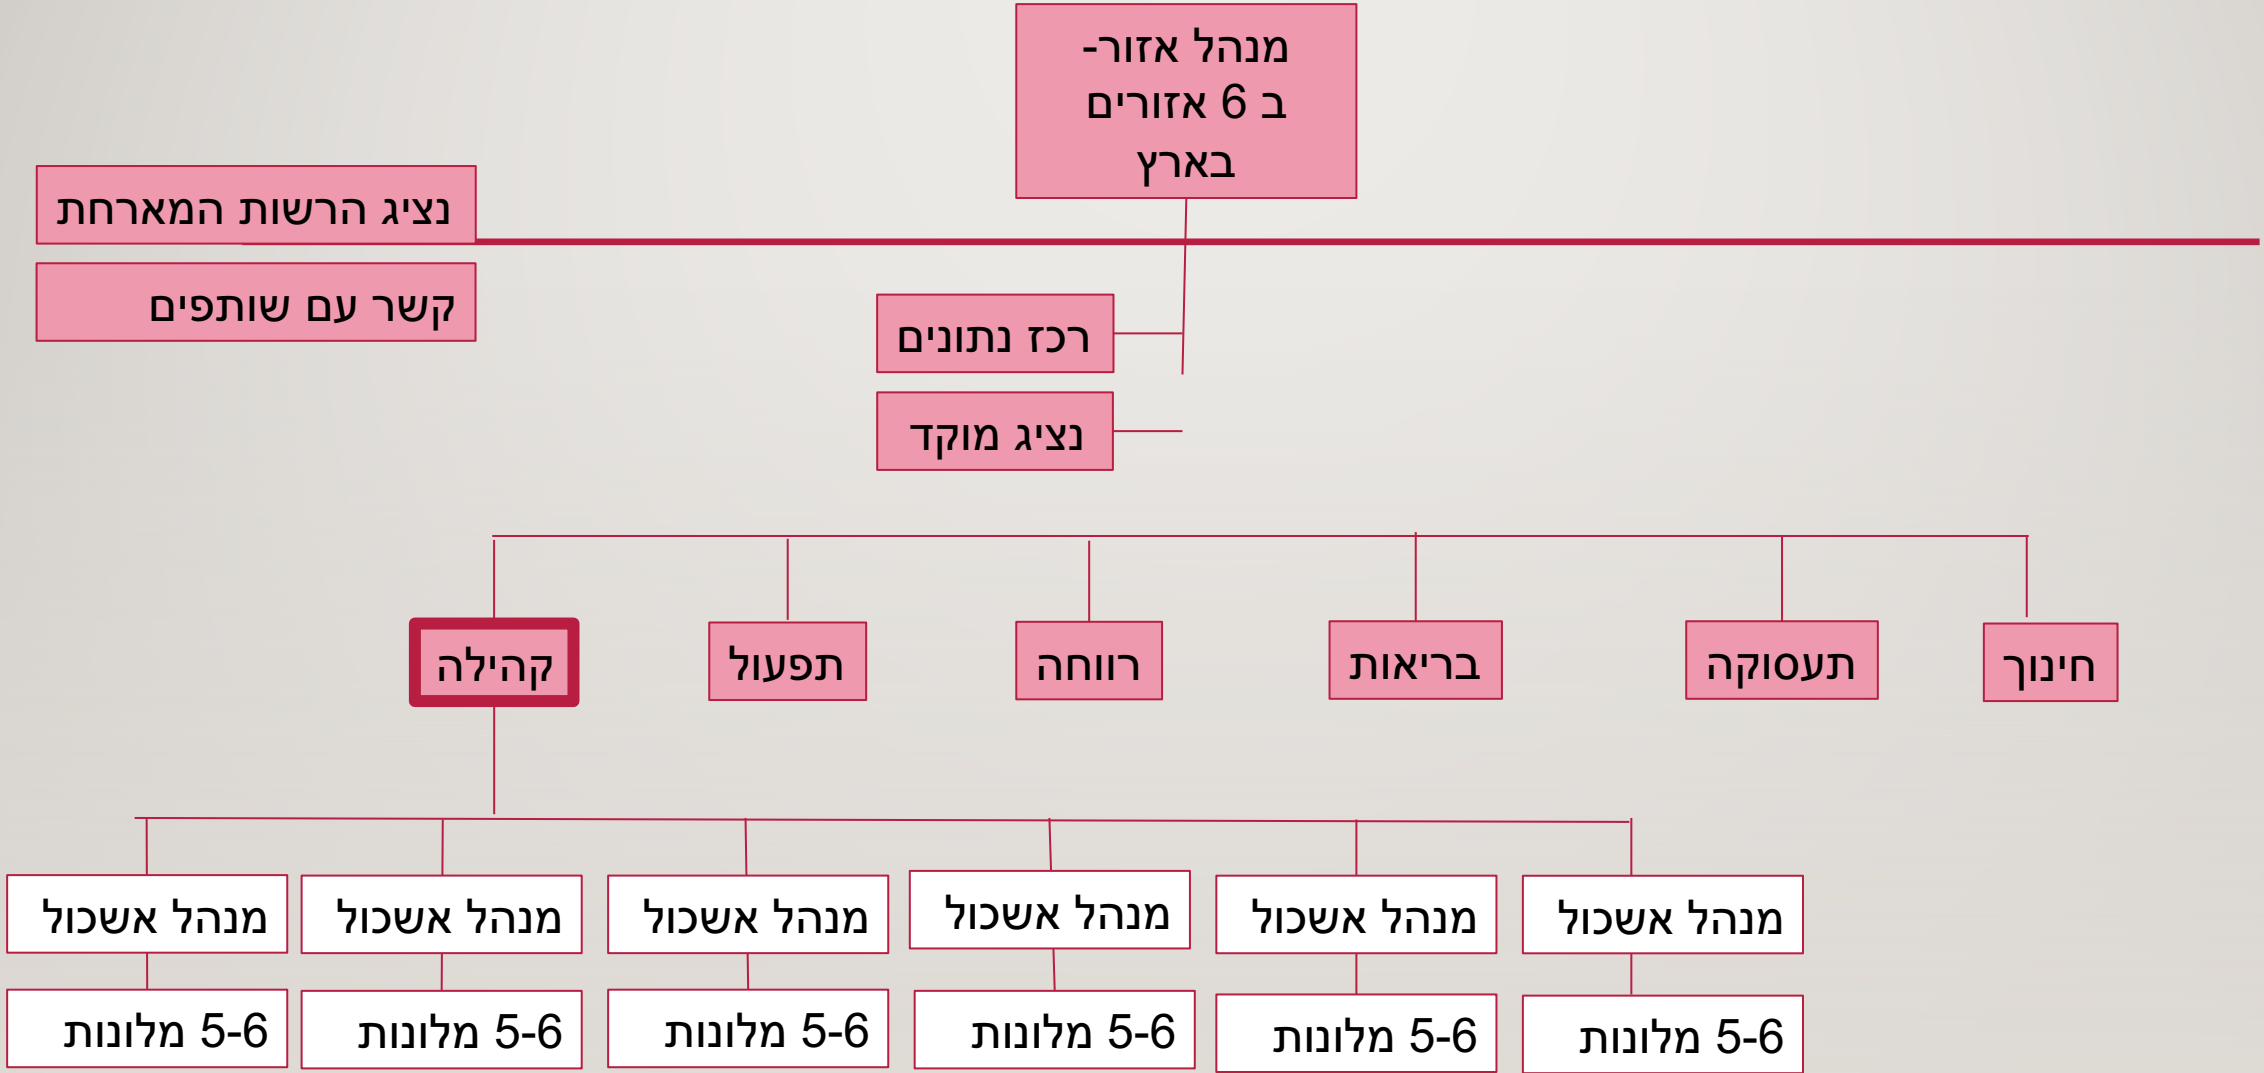 מנהל אזור-
ב 6 אזורים
בארץ
נציג הרשות המארחת
קשר עם שותפים
רכז נתונים
נציג מוקד
חינוך
תעסוקה
בריאות
רווחה
תפעול
קהילה
מנהל אשכול
מנהל אשכול
מנהל אשכול
מנהל אשכול
מנהל אשכול
מנהל אשכול
5-6 מלונות
5-6 מלונות
5-6 מלונות
5-6 מלונות
5-6 מלונות
5-6 מלונות